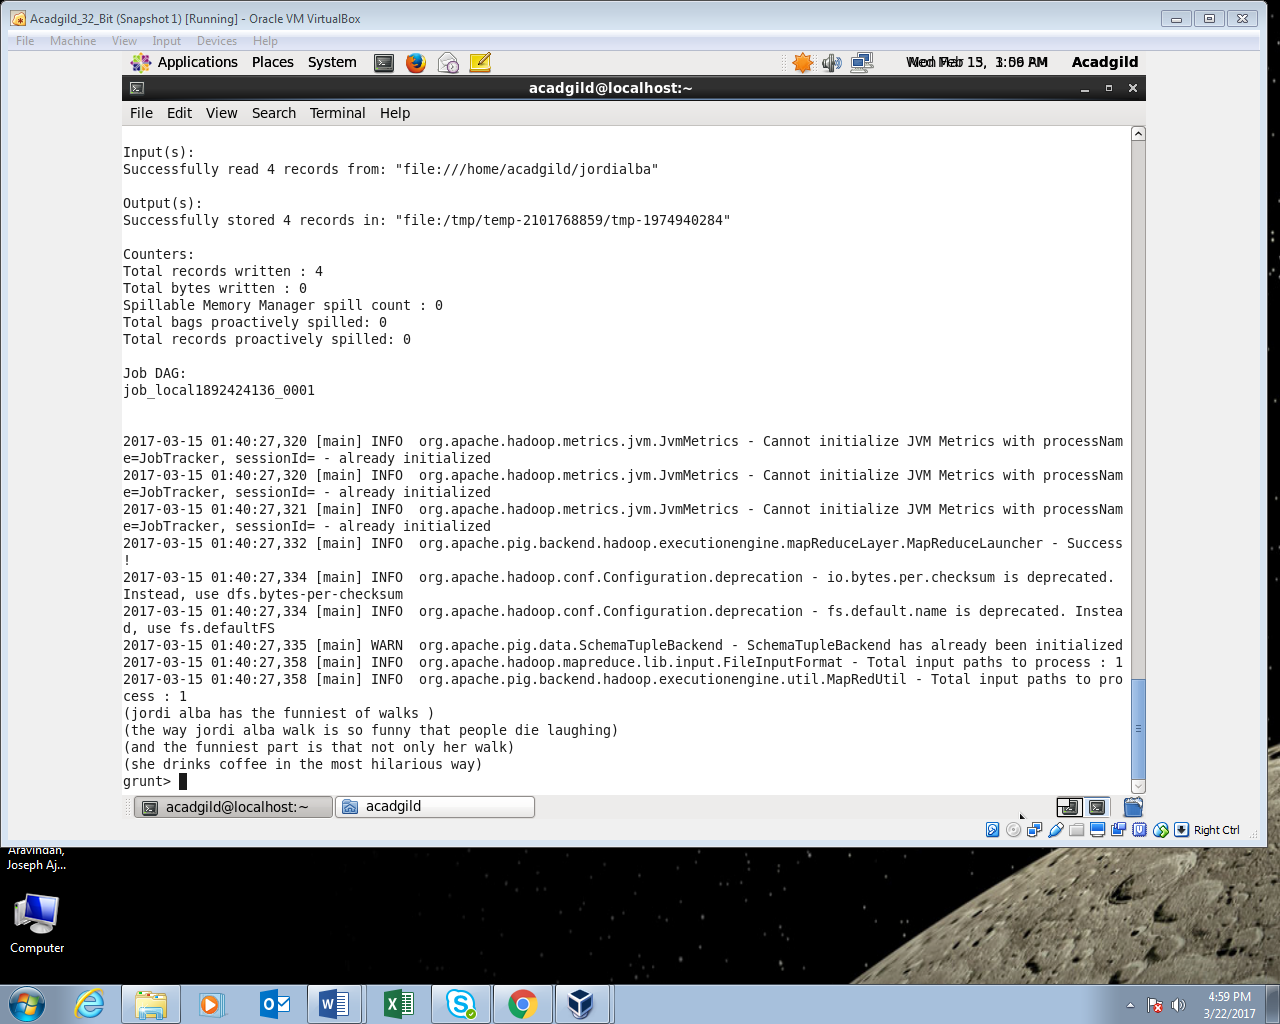 Acadgild_32_Bit (Snapshot 1) [Running] - Oracle VM VirtualBox
File Machine View Input Devices Help
Applications Places System Acadgild
acadgild@localhost:~
File Edit View Search Terminal Help
Input(s):
Successfully read 4 records from: "file:///home/acadgild/jordialba"
Output(s):
Successfully stored 4 records in: "file:/tmp/temp-2101768859/tmp-1974940284"
Counters:
Total records written : 4
Total bytes written : 0
Spillable Memory Manager spill count : 0
Total bags proactively spilled: 0
Total records proactively spilled: 0
Job DAG:
job_local1892424136_0001
2017-03-15 01:40:27,320 [main] INFO  org.apache.hadoop.metrics.jvm.JvmMetrics - Cannot initialize JVM Metrics with processNam
e=JobTracker, sessionId= - already initialized
2017-03-15 01:40:27,320 [main] INFO  org.apache.hadoop.metrics.jvm.JvmMetrics - Cannot initialize JVM Metrics with processNam
e=JobTracker, sessionId= - already initialized
2017-03-15 01:40:27,321 [main] INFO  org.apache.hadoop.metrics.jvm.JvmMetrics - Cannot initialize JVM Metrics with processNam
e=JobTracker, sessionId= - already initialized
2017-03-15 01:40:27,332 [main] INFO  org.apache.pig.backend.hadoop.executionengine.mapReduceLayer.MapReduceLauncher - Success
!
2017-03-15 01:40:27,334 [main] INFO  org.apache.hadoop.conf.Configuration.deprecation - io.bytes.per.checksum is deprecated.
Instead, use dfs.bytes-per-checksum
2017-03-15 01:40:27,334 [main] INFO  org.apache.hadoop.conf.Configuration.deprecation - fs.default.name is deprecated. Instea
d, use fs.defaultFS
2017-03-15 01:40:27,335 [main] WARN  org.apache.pig.data.SchemaTupleBackend - SchemaTupleBackend has already been initialized
2017-03-15 01:40:27,358 [main] INFO  org.apache.hadoop.mapreduce.lib.input.FileInputFormat - Total input paths to process : 1
2017-03-15 01:40:27,358 [main] INFO  org.apache.pig.backend.hadoop.executionengine.util.MapRedUtil - Total input paths to pro
cess : 1
(jordi alba has the funniest of walks )
(the way jordi alba walk is so funny that people die laughing)
(and the funniest part is that not only her walk)
(she drinks coffee in the most hilarious way)
grunt>
acadgild@localhost:~ acadgild
Right Ctrl
Aravindan,
Joseph Aj...
Computer
4:59 PM
3/22/2017